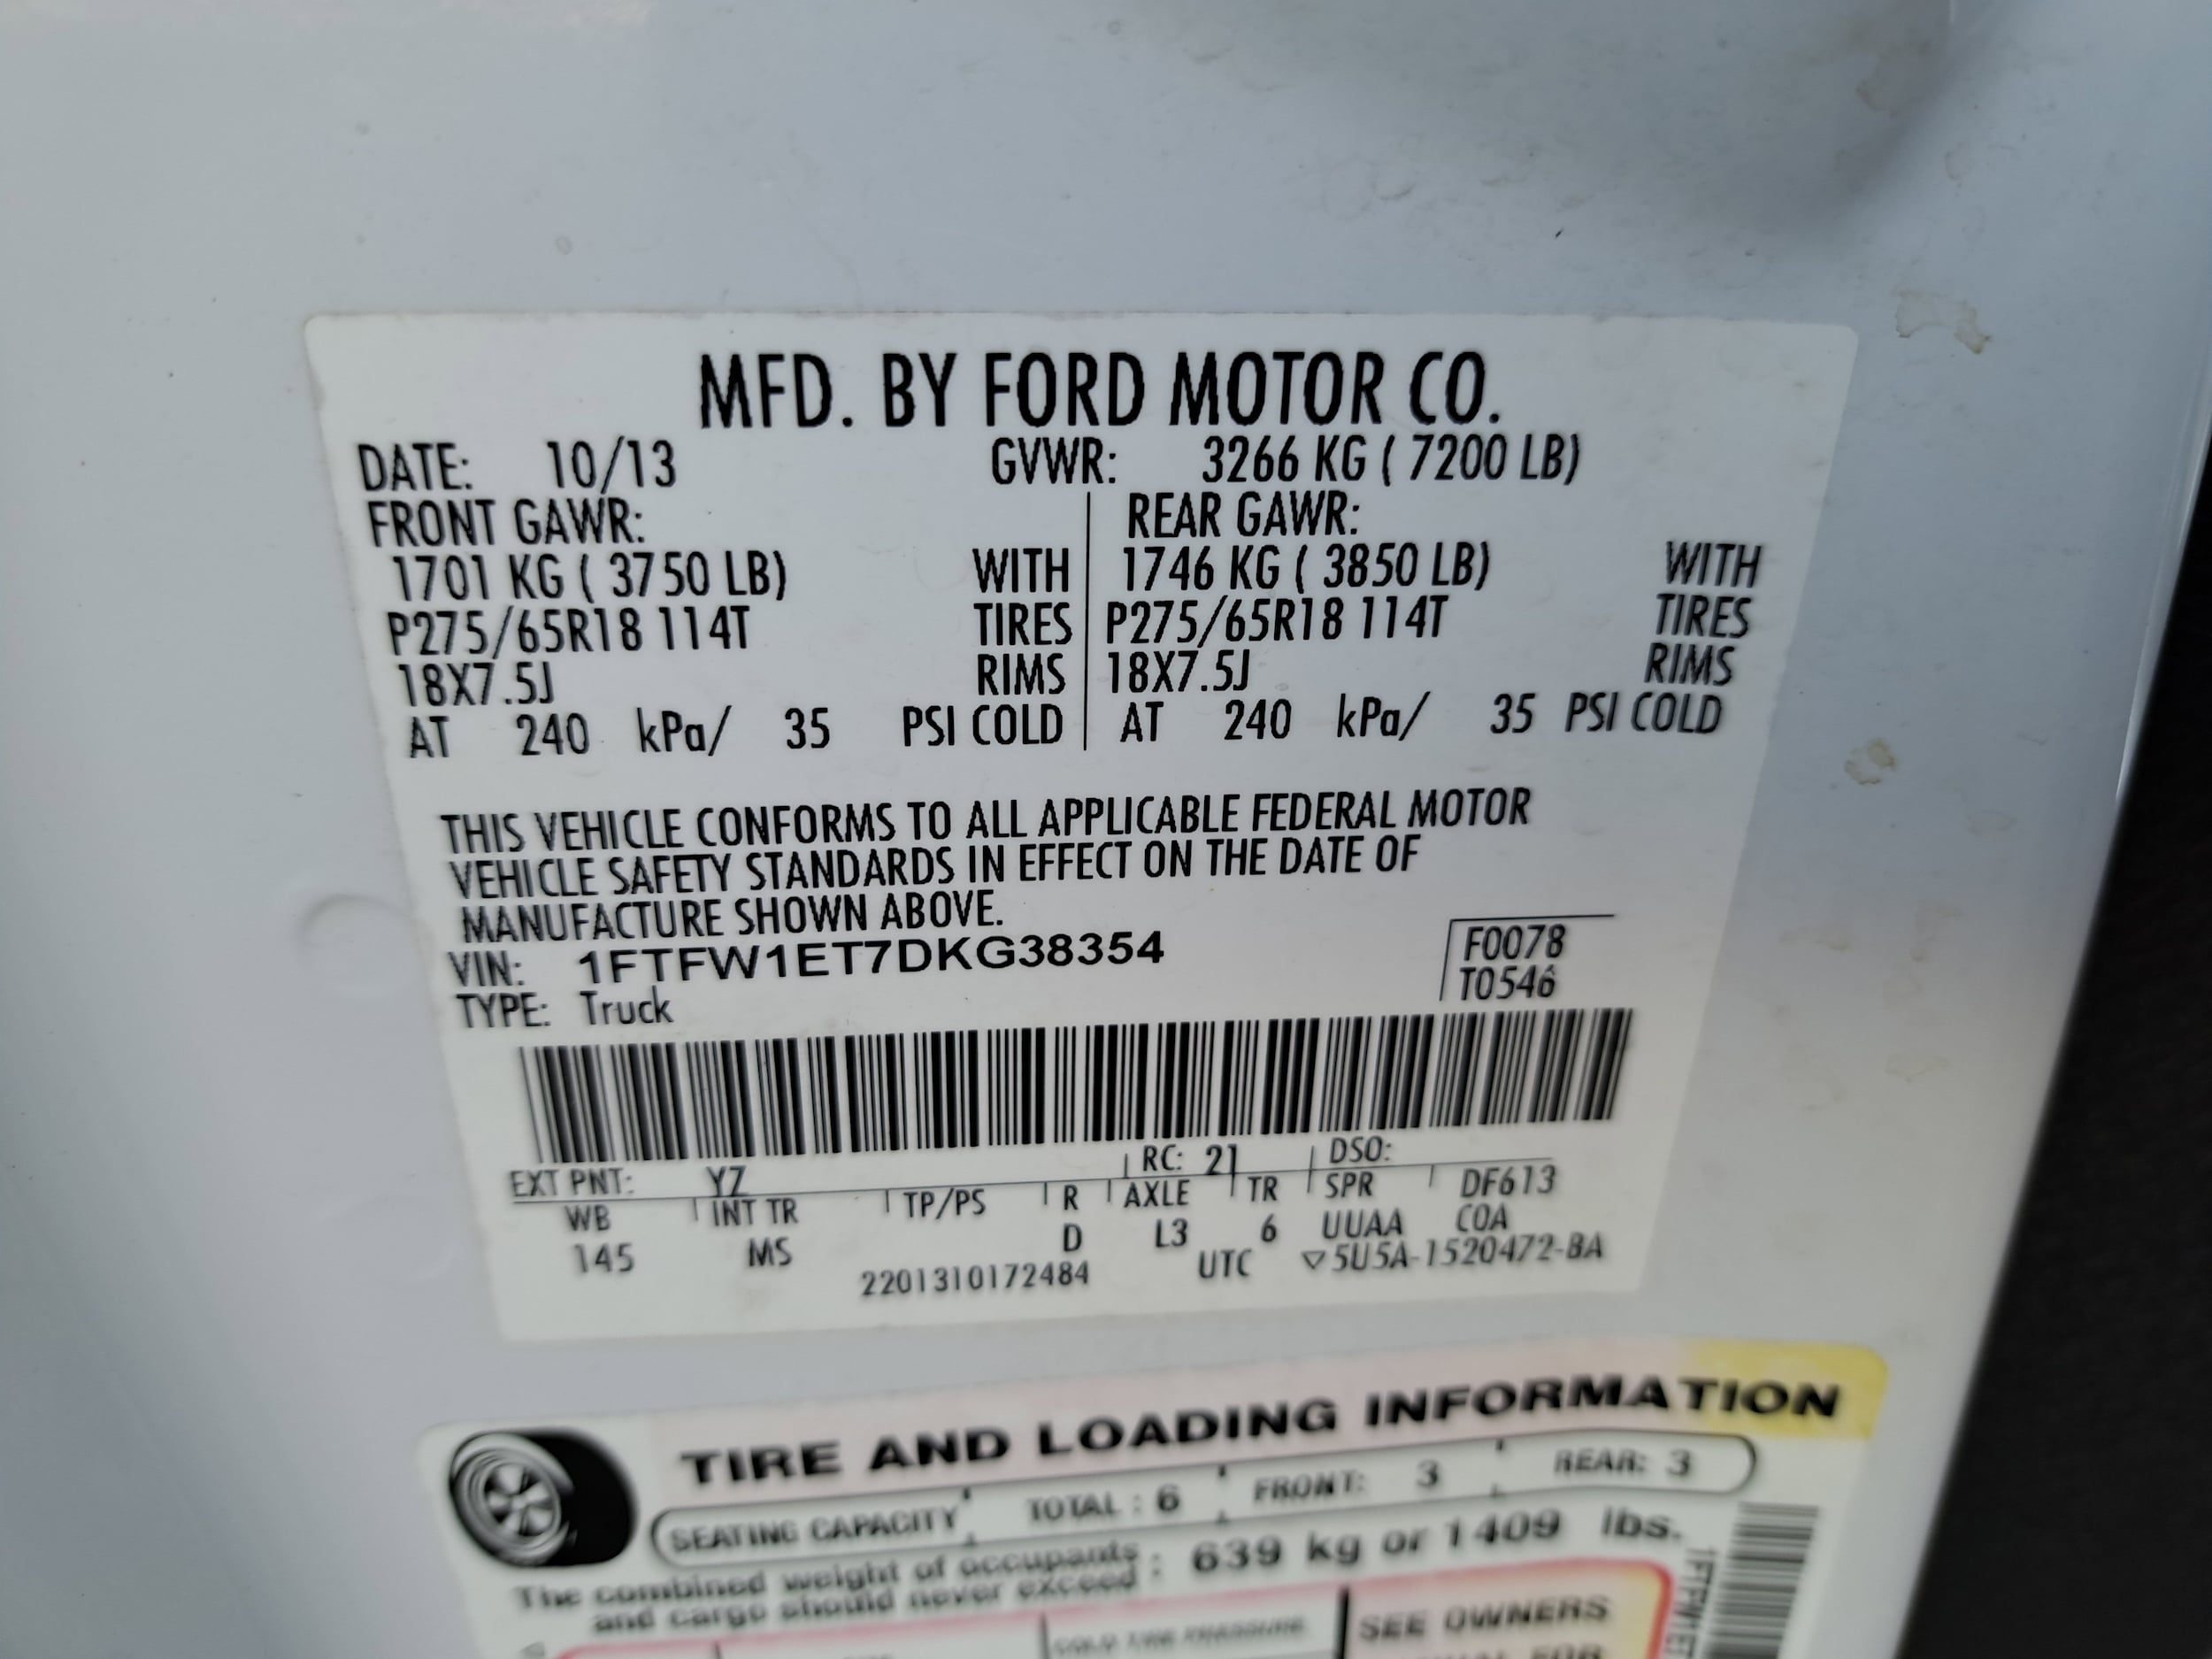 MFD. BY FORD MOTOR CO.
DATE: 10/13 GVWR: 3266 KG ( 7200 LB)
FRONT GAWR: REAR GAWR:
1701 KG ( 3750 LB) WITH 1746 KG ( 3850 LB) WITH
P275/65R18 114T TIRES P275/65R18 114T TIRES
18X7.5J RIMS 18X7.5J RIMS
AT 240 kPa/ 35 PSI COLD AT 240 kPa/ 35 PSI COLD
THIS VEHICLE CONFORMS TO ALL APPLICABLE FEDERAL MOTOR
VEHICLE SAFETY STANDARDS IN EFFECT ON THE DATE OF
MANUFACTURE SHOWN ABOVE.
VIN: 1FTFW1ET7DKG38354 F0078
TYPE: Truck T0546
EXT PNT: YZ RC: 21 DSO:
WB INT TR TP/PS R AXLE TR SPR DF613
145 MS D L3 6 UUAA COA
2201310172484 UTC ▽5U5A-1520472-BA
TIRE AND LOADING INFORMATION
SEATING CAPACITY TOTAL : 6 FRONT: 3 REAR: 3
The combined weight of occupants
and cargo should never exceed : 639 kg or 1409 lbs.
COLD TIRE PRESSURE SEE OWNERS
FOR